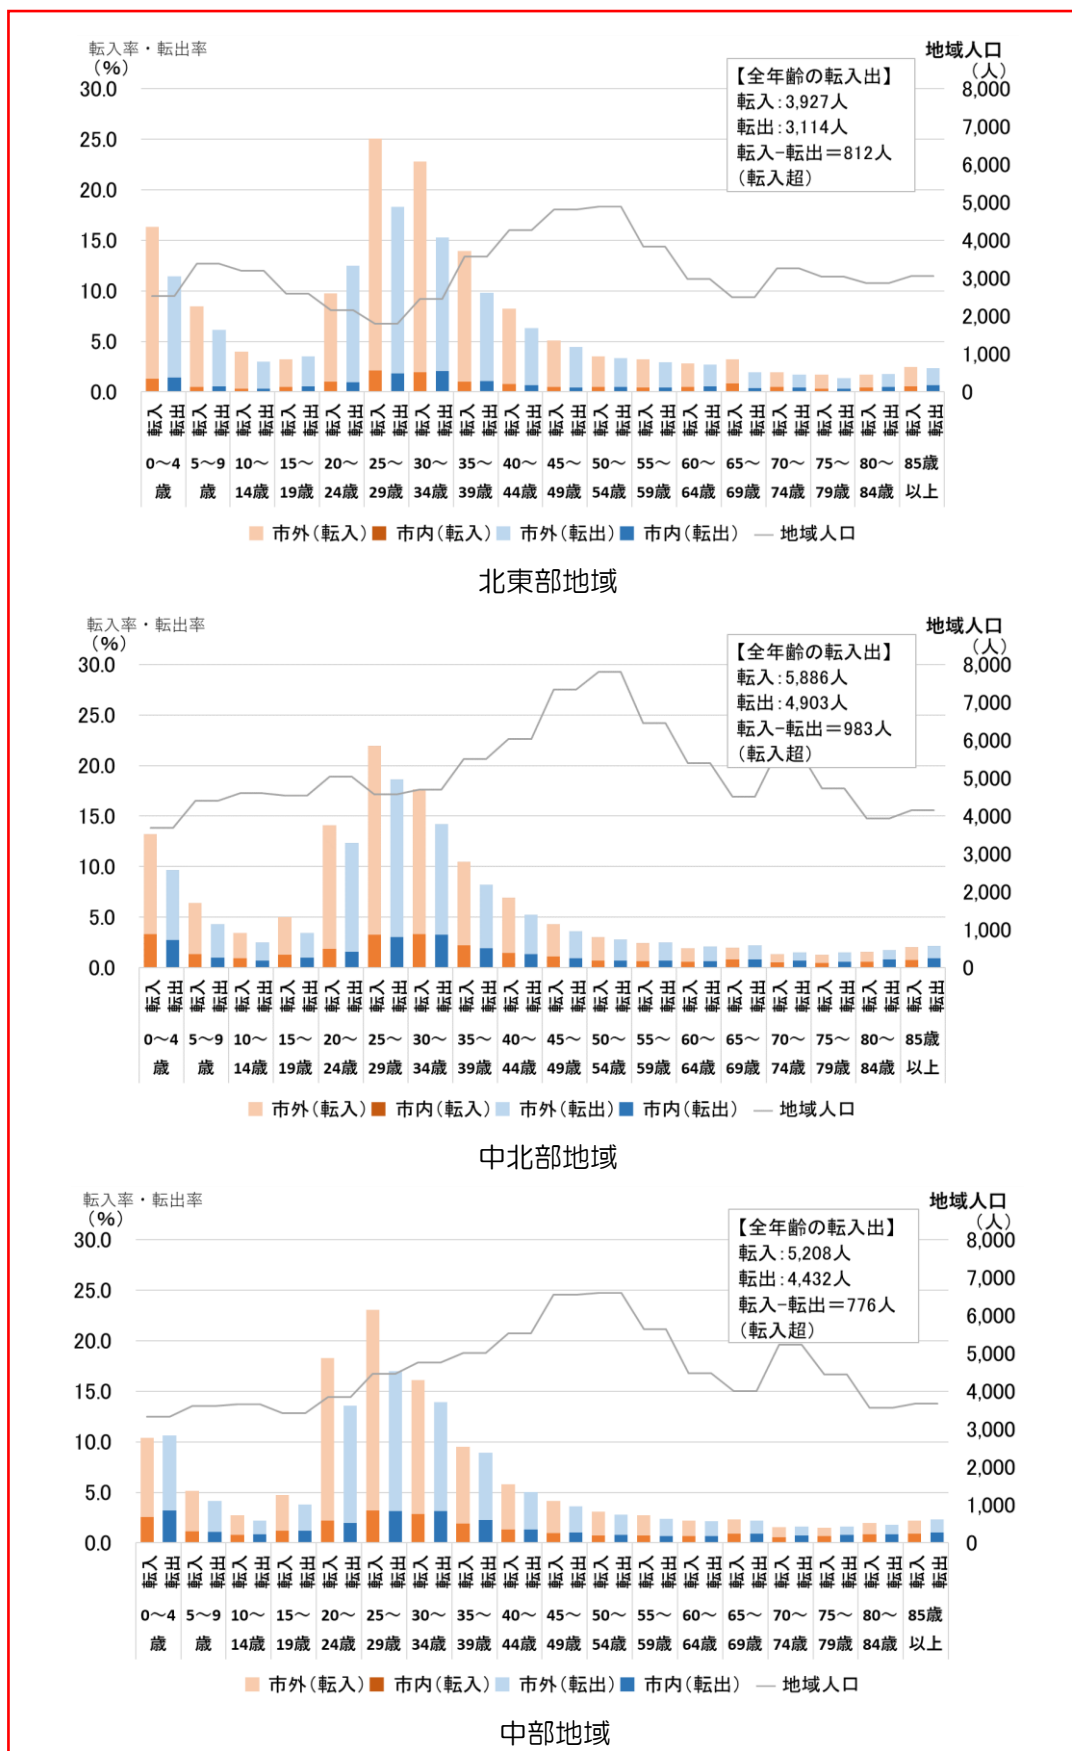 転入率・転出率
（%）
地域人口
（人）
【全年齢の転入出】
転入：3,927人
転出：3,114人
転入−転出＝812人
（転入超）
30.0
25.0
20.0
15.0
10.0
5.0
0.0
8,000
7,000
6,000
5,000
4,000
3,000
2,000
1,000
0
転入 転出 転入 転出 転入 転出 転入 転出 転入 転出 転入 転出 転入 転出 転入 転出 転入 転出 転入 転出 転入 転出 転入 転出 転入 転出 転入 転出 転入 転出 転入 転出 転入 転出 転入 転出
0〜4 5〜9 10〜 15〜 20〜 25〜 30〜 35〜 40〜 45〜 50〜 55〜 60〜 65〜 70〜 75〜 80〜 85歳
歳 歳 14歳 19歳 24歳 29歳 34歳 39歳 44歳 49歳 54歳 59歳 64歳 69歳 74歳 79歳 84歳 以上
市外（転入） 市内（転入） 市外（転出） 市内（転出） 地域人口
北東部地域
転入率・転出率
（%）
地域人口
（人）
【全年齢の転入出】
転入：5,886人
転出：4,903人
転入−転出＝983人
（転入超）
30.0
25.0
20.0
15.0
10.0
5.0
0.0
8,000
7,000
6,000
5,000
4,000
3,000
2,000
1,000
0
転入 転出 転入 転出 転入 転出 転入 転出 転入 転出 転入 転出 転入 転出 転入 転出 転入 転出 転入 転出 転入 転出 転入 転出 転入 転出 転入 転出 転入 転出 転入 転出 転入 転出 転入 転出
0〜4 5〜9 10〜 15〜 20〜 25〜 30〜 35〜 40〜 45〜 50〜 55〜 60〜 65〜 70〜 75〜 80〜 85歳
歳 歳 14歳 19歳 24歳 29歳 34歳 39歳 44歳 49歳 54歳 59歳 64歳 69歳 74歳 79歳 84歳 以上
市外（転入） 市内（転入） 市外（転出） 市内（転出） 地域人口
中北部地域
転入率・転出率
（%）
地域人口
（人）
【全年齢の転入出】
転入：5,208人
転出：4,432人
転入−転出＝776人
（転入超）
30.0
25.0
20.0
15.0
10.0
5.0
0.0
8,000
7,000
6,000
5,000
4,000
3,000
2,000
1,000
0
転入 転出 転入 転出 転入 転出 転入 転出 転入 転出 転入 転出 転入 転出 転入 転出 転入 転出 転入 転出 転入 転出 転入 転出 転入 転出 転入 転出 転入 転出 転入 転出 転入 転出 転入 転出
0〜4 5〜9 10〜 15〜 20〜 25〜 30〜 35〜 40〜 45〜 50〜 55〜 60〜 65〜 70〜 75〜 80〜 85歳
歳 歳 14歳 19歳 24歳 29歳 34歳 39歳 44歳 49歳 54歳 59歳 64歳 69歳 74歳 79歳 84歳 以上
市外（転入） 市内（転入） 市外（転出） 市内（転出） 地域人口
中部地域